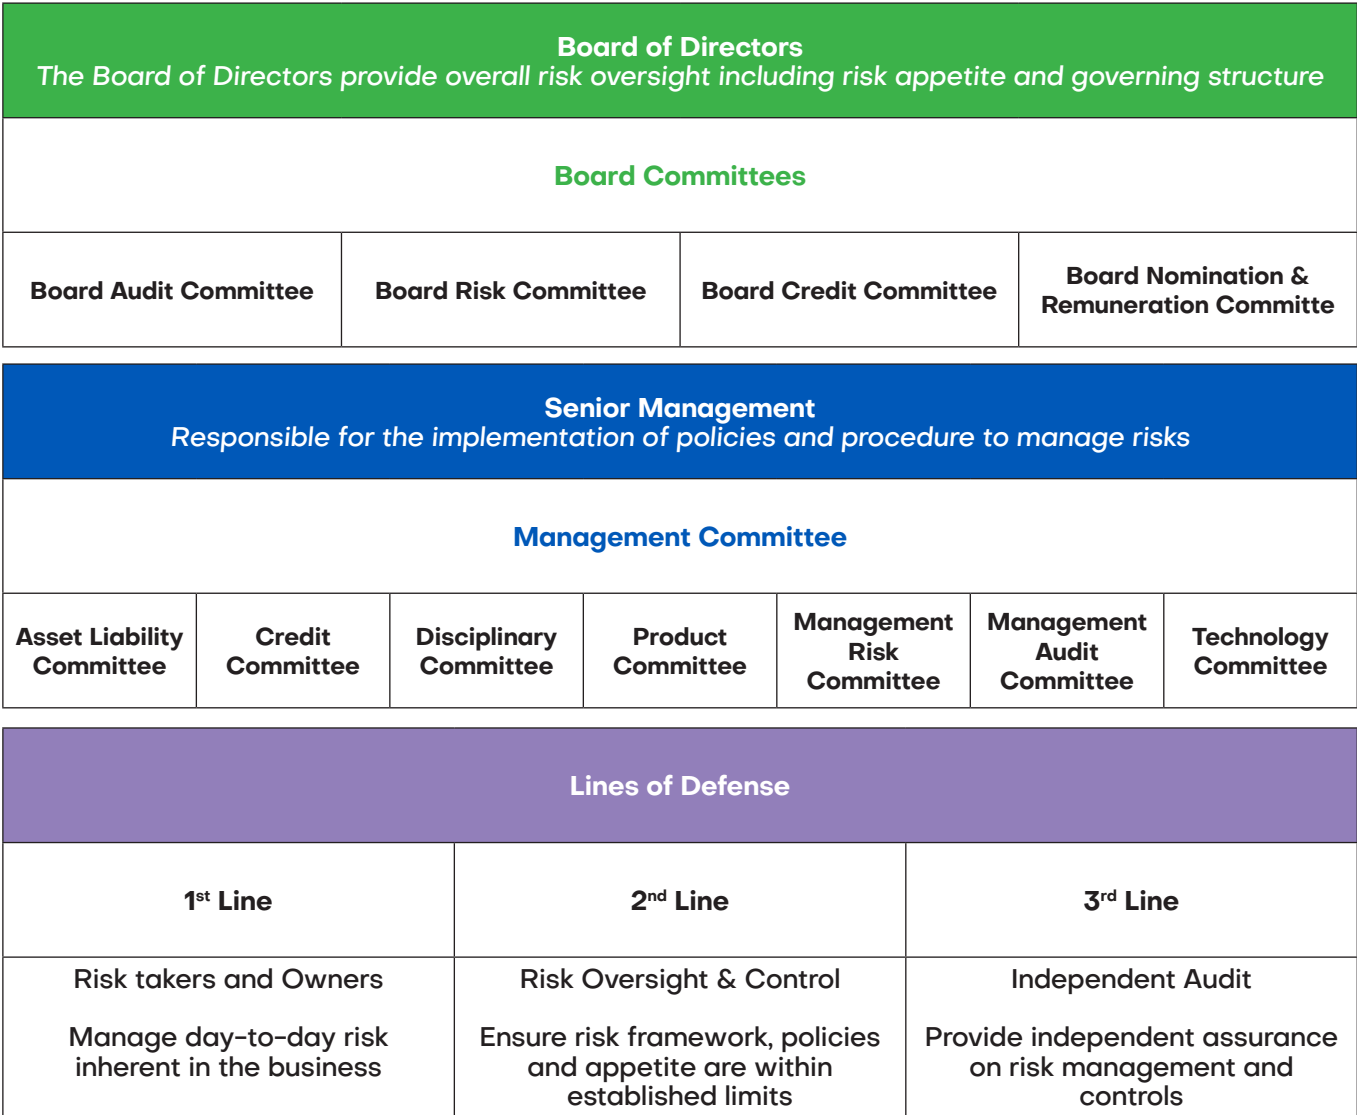 Board of Directors
The Board of Directors provide overall risk oversight including risk appetite and governing structure
Board Committees
Board Audit Committee
Board Risk Committee
Board Credit Committee
Board Nomination &
Remuneration Committe
Senior Management
Responsible for the implementation of policies and procedure to manage risks
Management Committee
Asset Liability
Committee
Credit
Committee
Disciplinary
Committee
Product
Committee
Management
Risk
Committee
Management
Audit
Committee
Technology
Committee
Lines of Defense
1st Line
2nd Line
3rd Line
Risk takers and Owners
Manage day-to-day risk
inherent in the business
Risk Oversight & Control
Ensure risk framework, policies
and appetite are within
established limits
Independent Audit
Provide independent assurance
on risk management and
controls